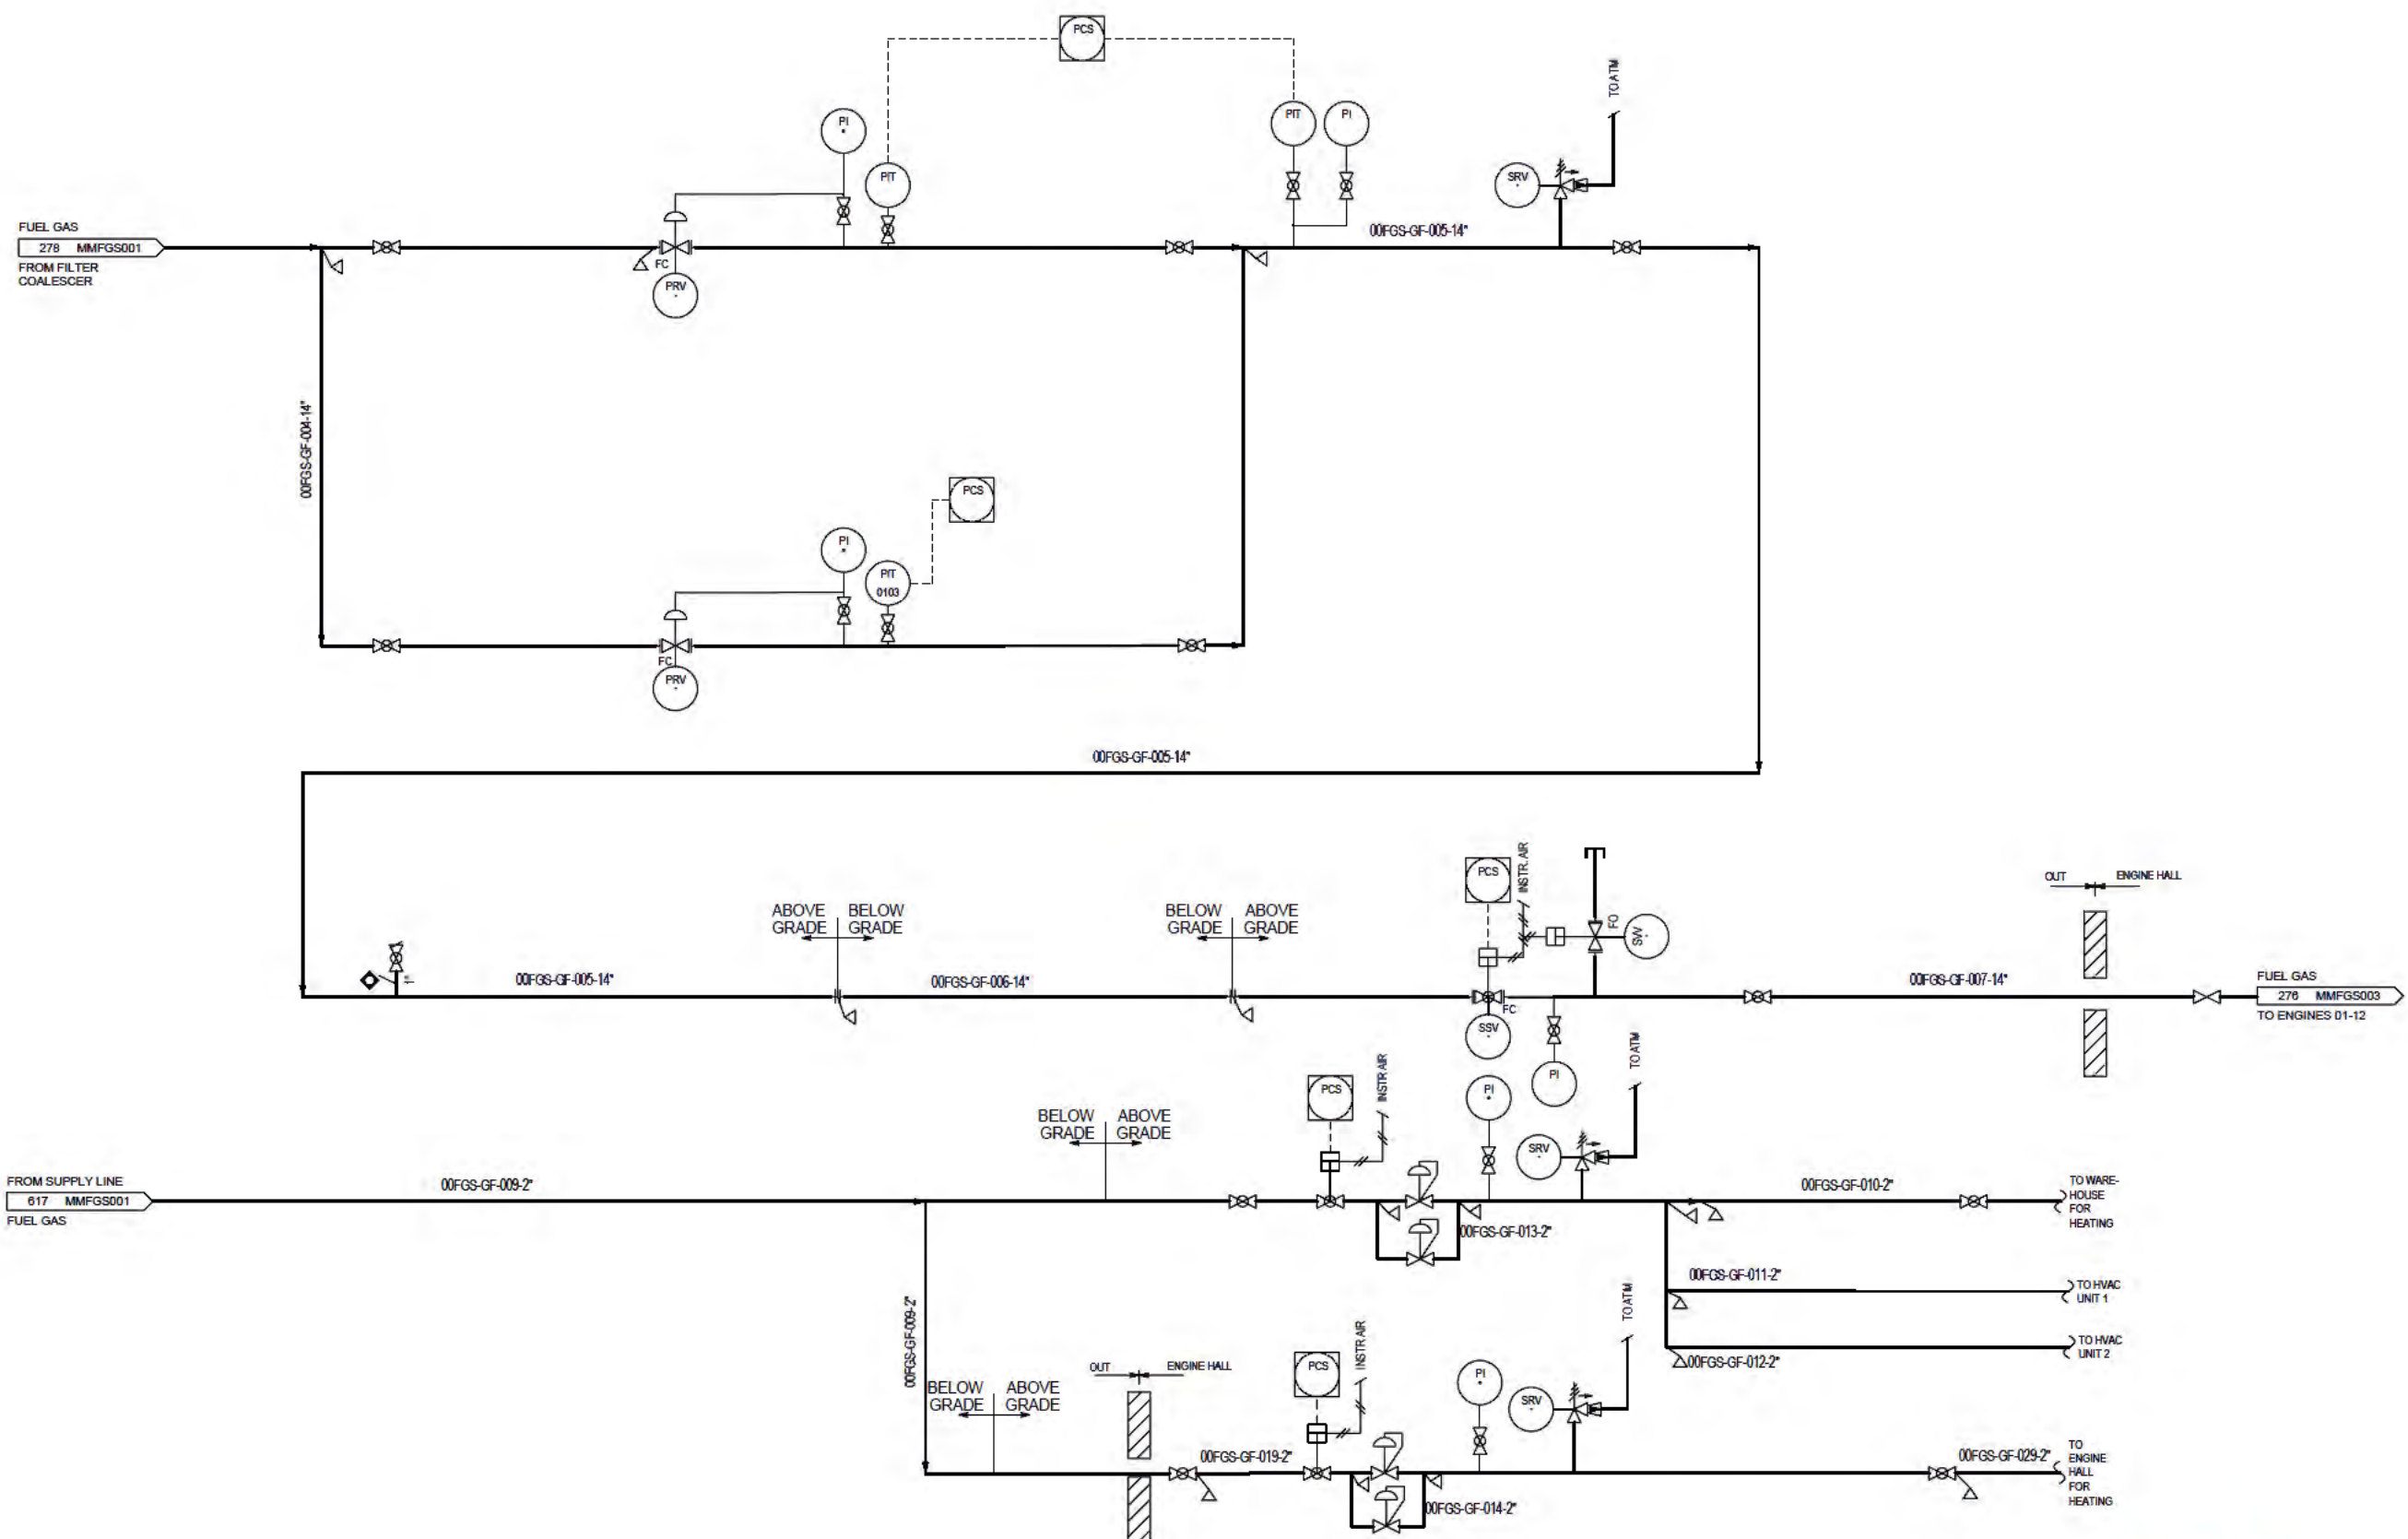 PCS
TO ATM
PI
PIT
PIT
PI
SRV
FUEL GAS
278 MMFGS001
FROM FILTER
COALESCER
FC
PRV
00FGS-GF-005-14"
00FGS-GF-004-14"
PCS
PI
PIT
0103
FC
PRV
00FGS-GF-005-14"
PCS
INSTR. AIR
FO
SVV
OUT
ENGINE HALL
ABOVE
GRADE
BELOW
GRADE
BELOW
GRADE
ABOVE
GRADE
1"
00FGS-GF-005-14"
00FGS-GF-006-14"
FC
SSV
PI
00FGS-GF-007-14"
FUEL GAS
276 MMFGS003
TO ENGINES 01-12
PCS
INSTR AIR
PI
SRV
TO ATM
BELOW
GRADE
ABOVE
GRADE
FROM SUPPLY LINE
617 MMFGS001
FUEL GAS
00FGS-GF-009-2"
00FGS-GF-013-2"
00FGS-GF-010-2"
TO WARE-
HOUSE
FOR
HEATING
00FGS-GF-011-2"
TO HVAC
UNIT 1
00FGS-GF-012-2"
TO HVAC
UNIT 2
00FGS-GF-009-2"
BELOW
GRADE
ABOVE
GRADE
OUT
ENGINE HALL
PCS
INSTR AIR
PI
SRV
TO ATM
00FGS-GF-019-2"
00FGS-GF-014-2"
00FGS-GF-029-2"
TO
ENGINE
HALL
FOR
HEATING